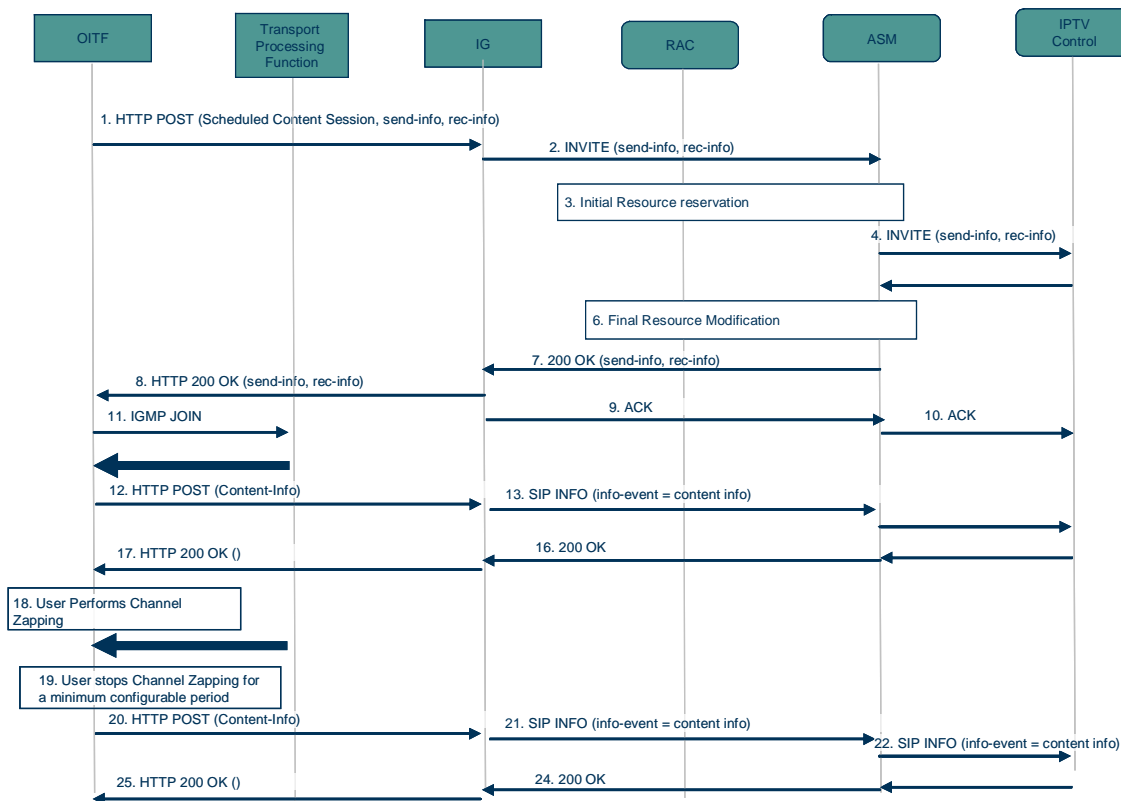 OITF
Transport
Processing
Function
IG
RAC
ASM
IPTV
Control
1. HTTP POST (Scheduled Content Session, send-info, rec-info)
2. INVITE (send-info, rec-info)
3. Initial Resource reservation
4. INVITE (send-info, rec-info)
6. Final Resource Modification
7. 200 OK (send-info, rec-info)
8. HTTP 200 OK (send-info, rec-info)
9. ACK
10. ACK
11. IGMP JOIN
12. HTTP POST (Content-Info)
13. SIP INFO (info-event = content info)
16. 200 OK
17. HTTP 200 OK ()
18. User Performs Channel
Zapping
19. User stops Channel Zapping for
a minimum configurable period
20. HTTP POST (Content-Info)
21. SIP INFO (info-event = content info)
22. SIP INFO (info-event = content info)
24. 200 OK
25. HTTP 200 OK ()